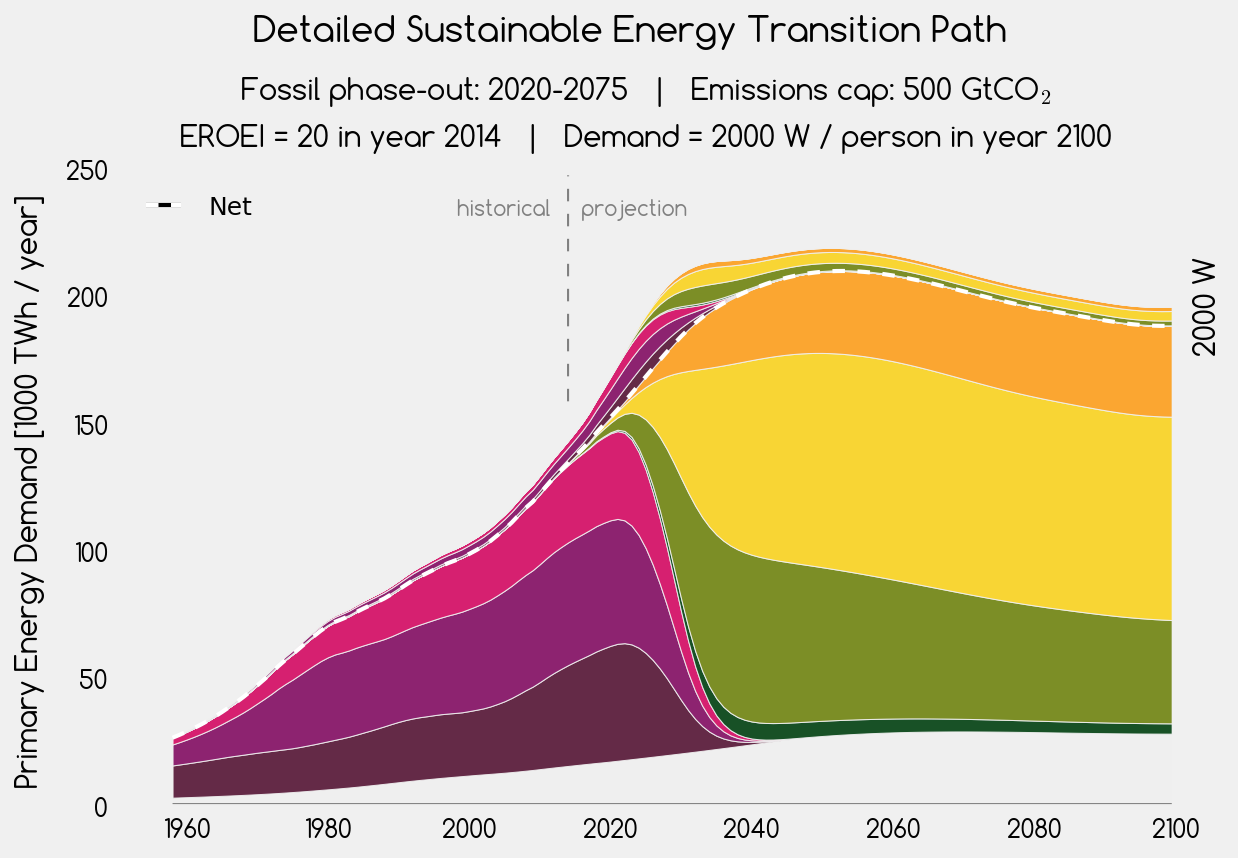 Detailed Sustainable Energy Transition Path
Fossil phase-out: 2020-2075 | Emissions cap: 500 GtCO₂
EROEI = 20 in year 2014 | Demand = 2000 W / person in year 2100
Primary Energy Demand [1000 TWh / year]
250
200
150
100
50
0
Net
historical
projection
2000 W
1960
1980
2000
2020
2040
2060
2080
2100